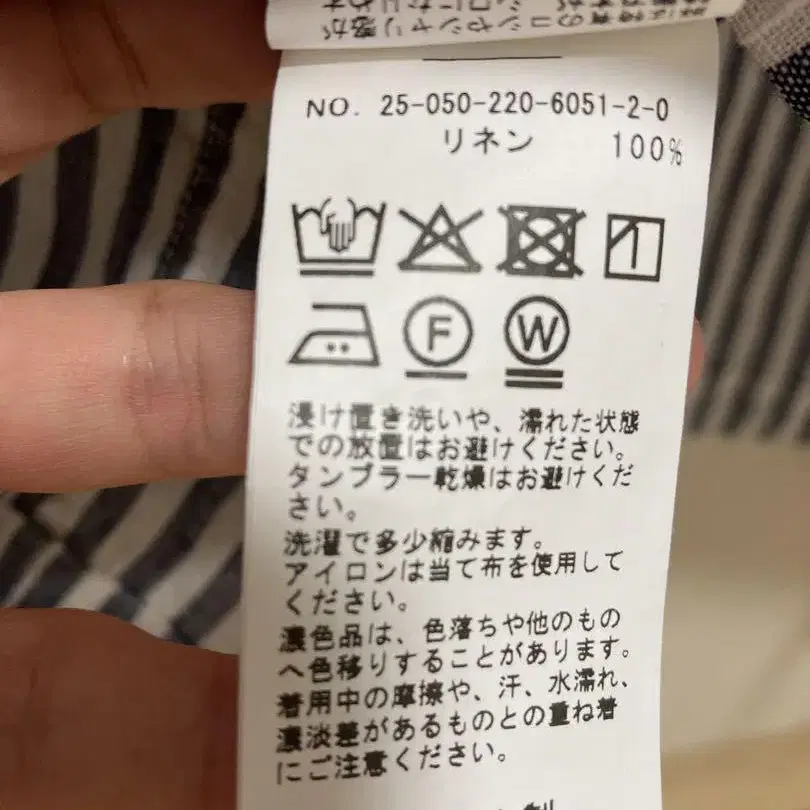 NO. 25-050-220-6051-2-0
リネン 100%
F W
浸け置き洗いや、濡れた状態
での放置はお避けください。
タンブラー乾燥はお避けくだ
さい。
洗濯で多少縮みます。
アイロンは当て布を使用して
ください。
濃色品は、色落ちや他のもの
へ色移りすることがあります。
着用中の摩擦や、汗、水濡れ、
濃淡差があるものとの重ね着
にご注意ください。